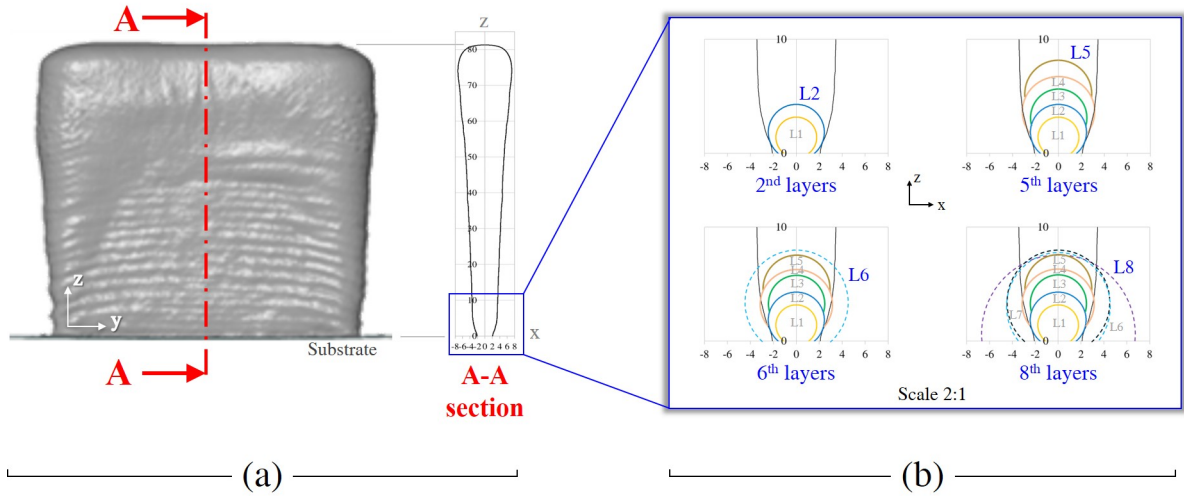 A
A
z
y
Substrate
Z
80
70
60
50
40
30
20
10
0
X
-8 -6 -4 -2 0 2 4 6 8
A-A
section
(a)
10
L2
L1
0
-8 -6 -4 -2 0 2 4 6 8
2nd layers
10
L5
L4
L3
L2
L1
0
-8 -6 -4 -2 0 2 4 6 8
5th layers
z
x
10
L6
L5
L4
L3
L2
L1
0
-8 -6 -4 -2 0 2 4 6 8
6th layers
10
L8
L5
L4
L3
L2
L1
L7
L6
0
-8 -6 -4 -2 0 2 4 6 8
8th layers
Scale 2:1
(b)